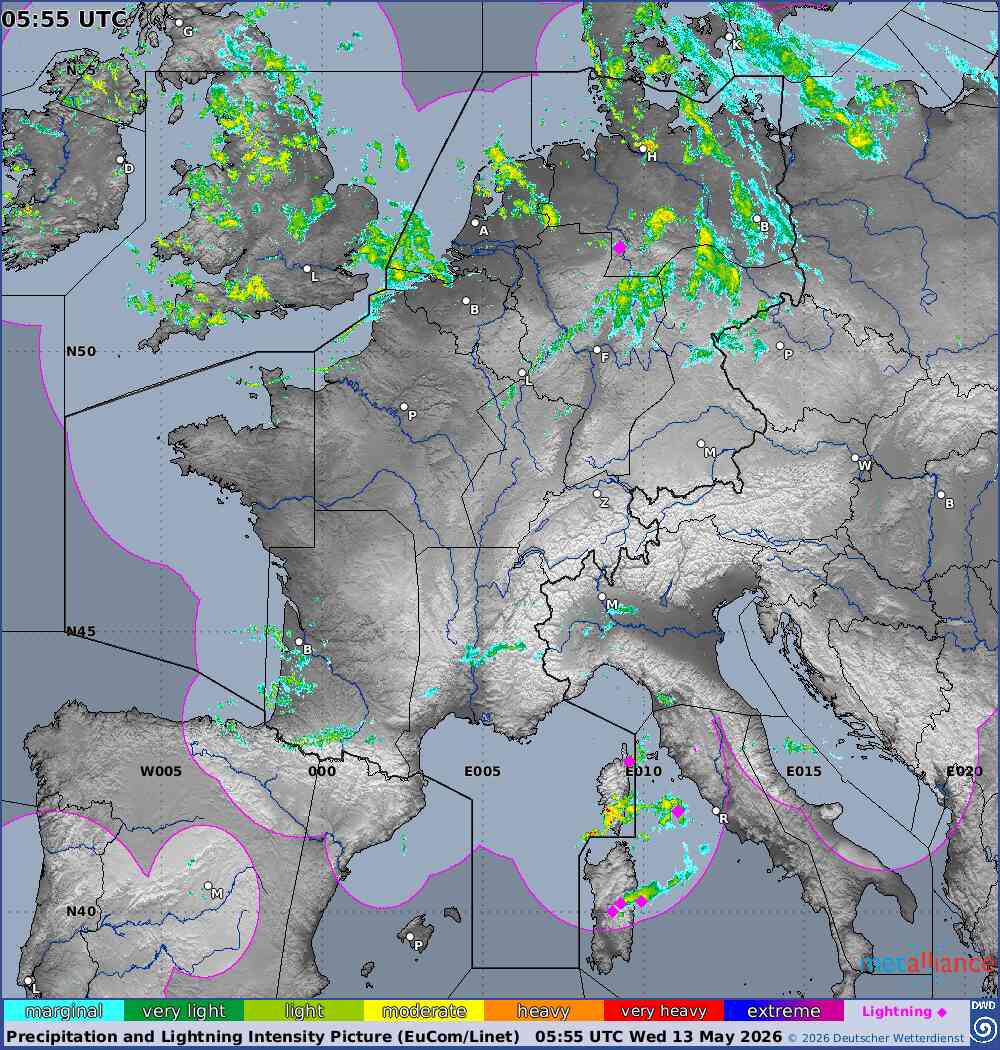 05:55 UTC
G
K
N55
D
H
A
B
L
B
N50
F
P
L
P
M
W
Z
B
M
N45
B
W005
000
E005
E010
E015
E020
R
M
N40
P
L
metalliance
marginal very light light moderate heavy very heavy extreme Lightning ◆ DWD
Precipitation and Lightning Intensity Picture (EuCom/Linet) 05:55 UTC Wed 13 May 2026 © 2026 Deutscher Wetterdienst